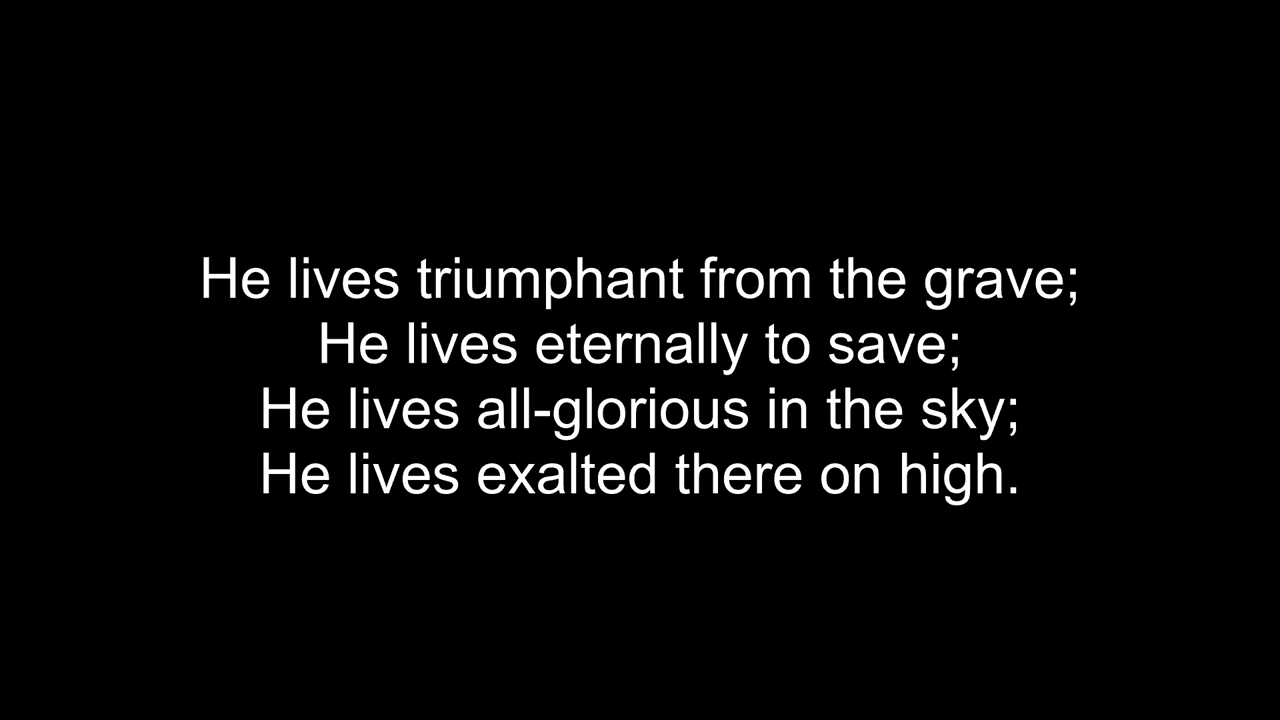 He lives triumphant from the grave;
He lives eternally to save;
He lives all-glorious in the sky;
He lives exalted there on high.